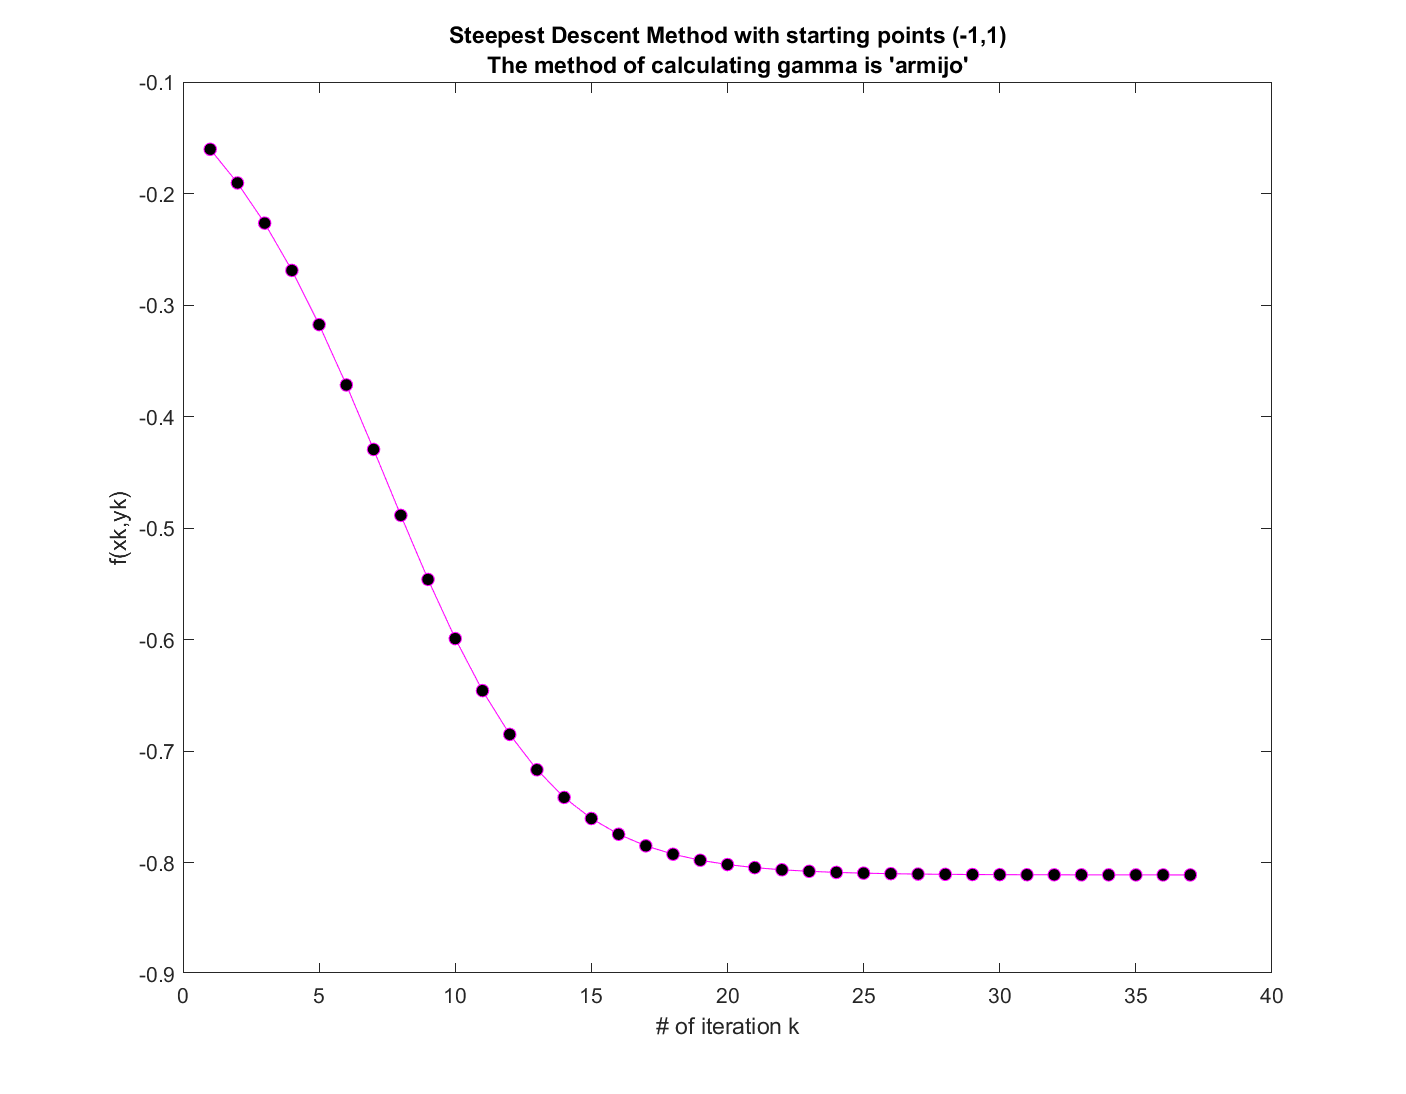 Steepest Descent Method with starting points (-1,1)
The method of calculating gamma is 'armijo'
-0.1
-0.2
-0.3
-0.4
-0.5
-0.6
-0.7
-0.8
-0.9
f(xk,yk)
0 5 10 15 20 25 30 35 40
# of iteration k